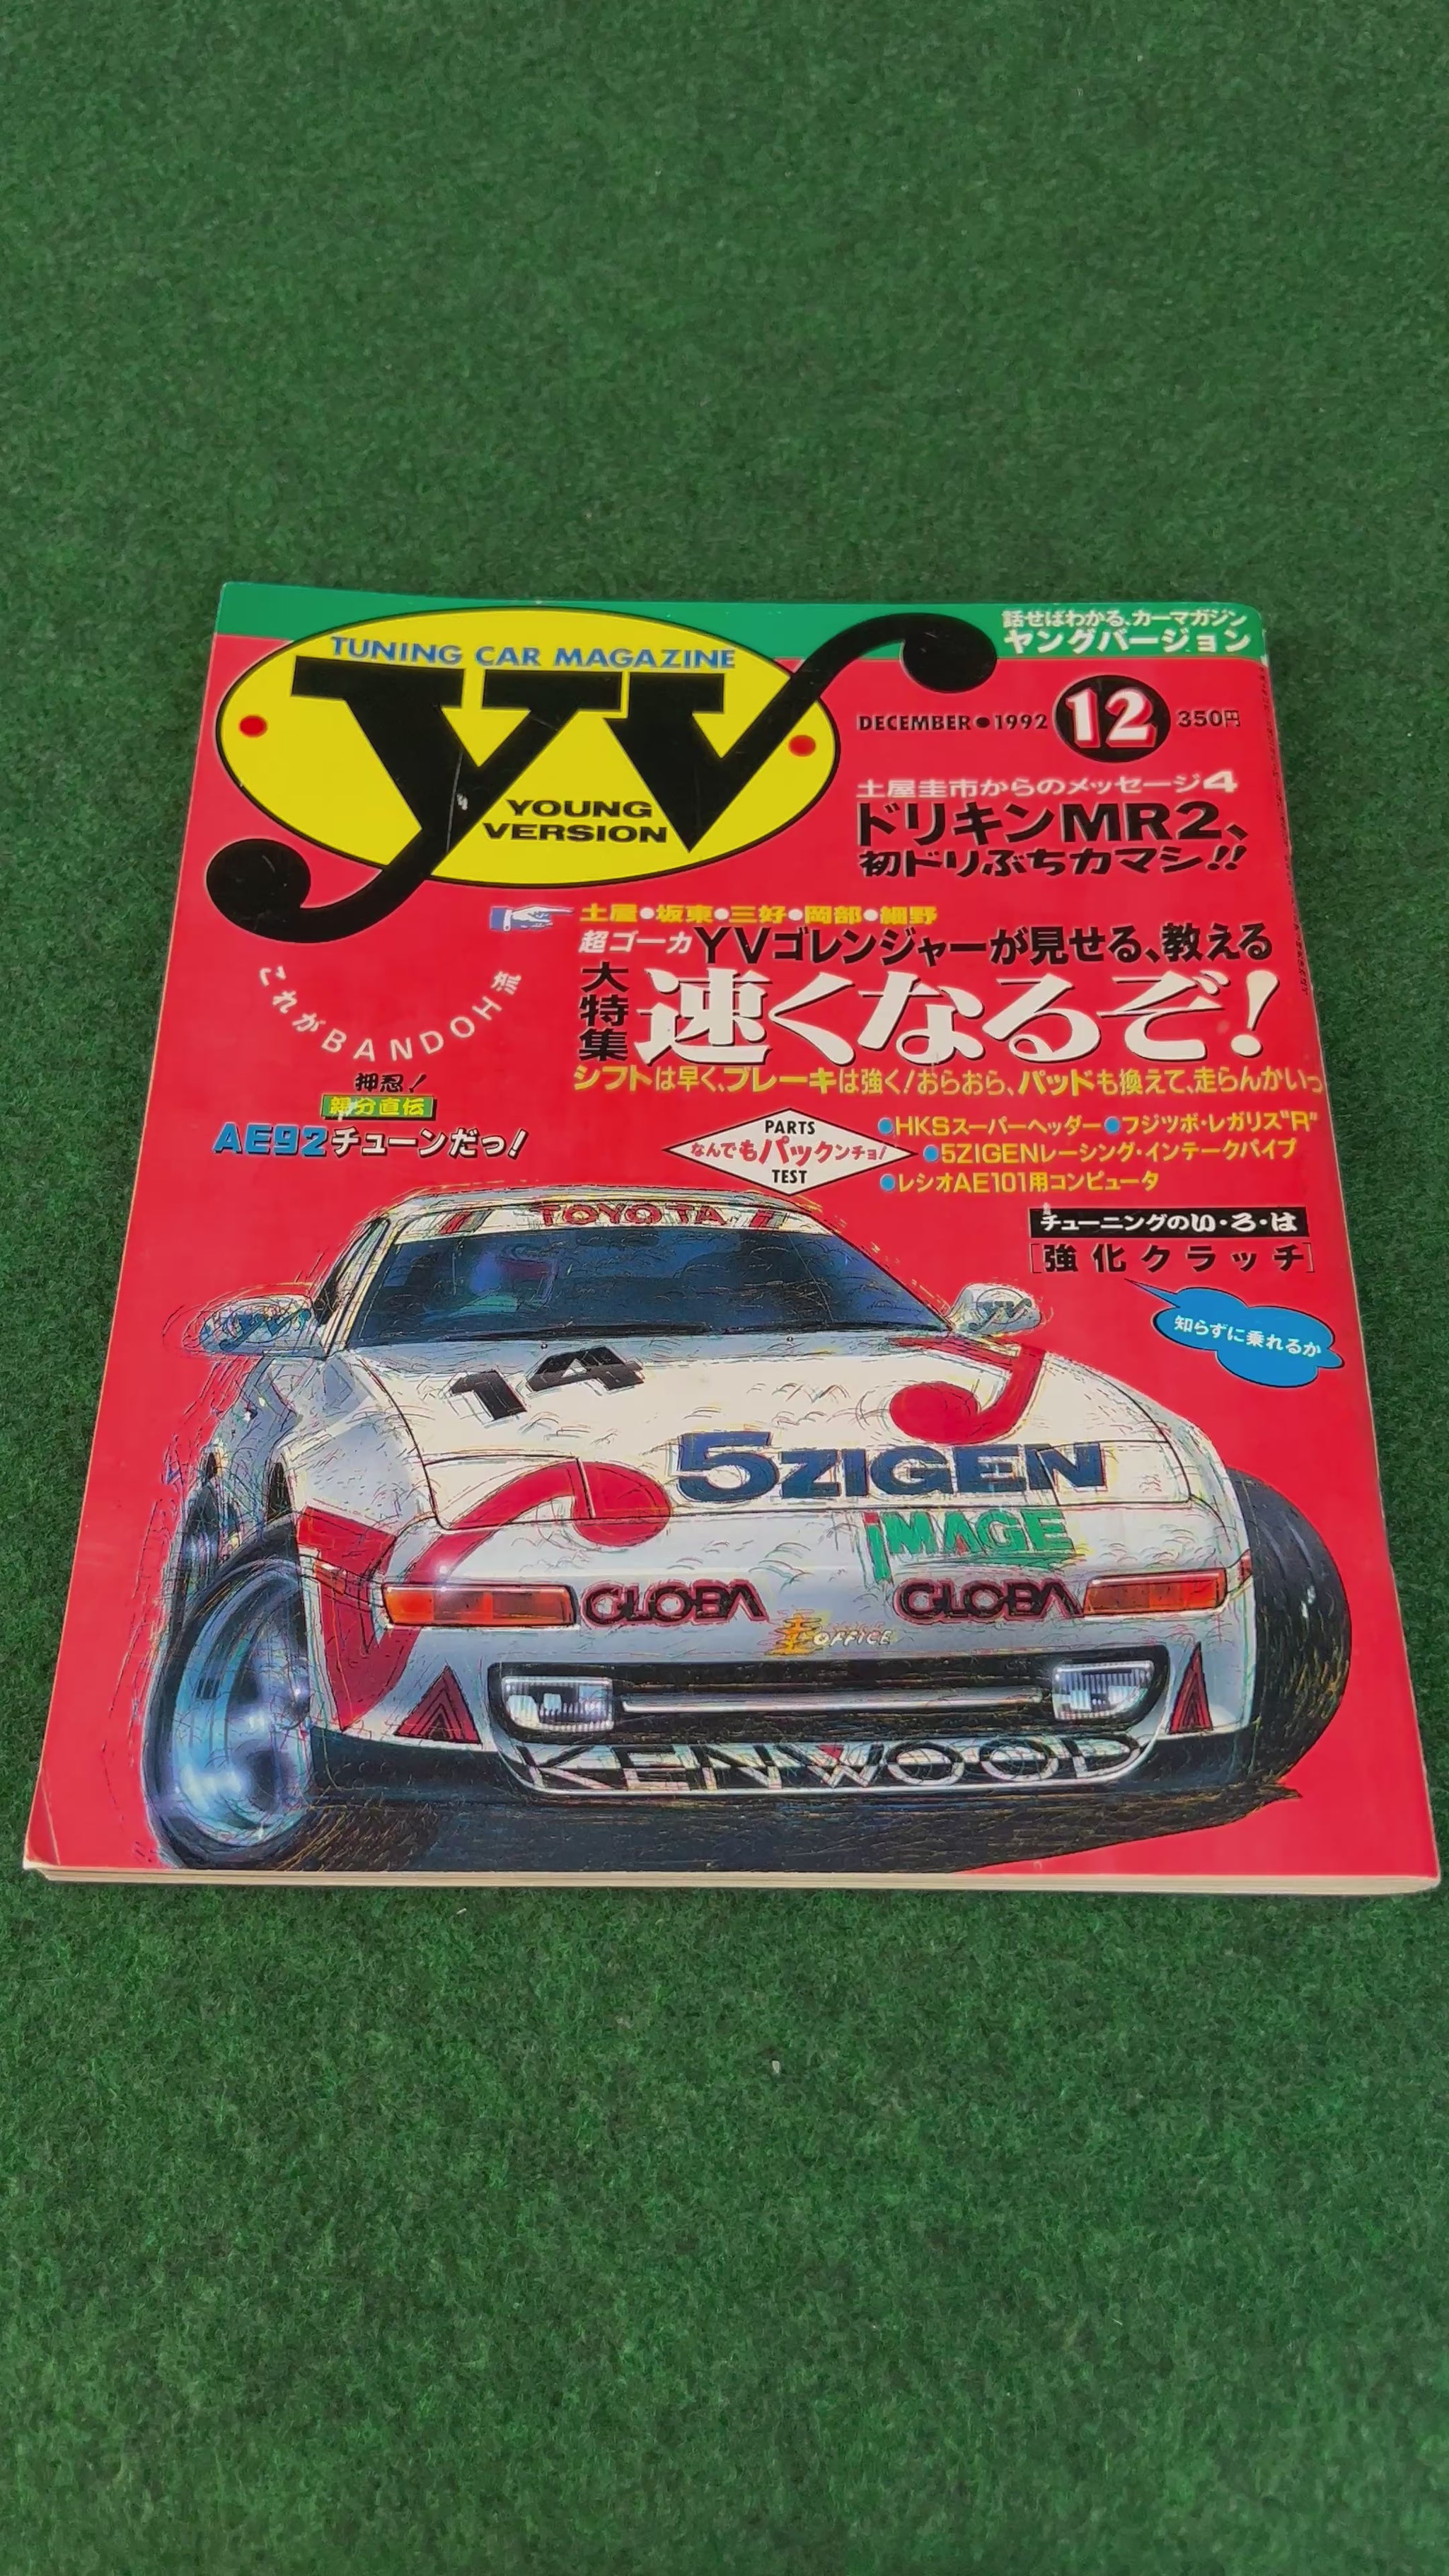 話せばわかる、カーマガジン
ヤングバージョン
TUNING CAR MAGAZINE
yv
YOUNG
VERSION
DECEMBER●1992 12 350円
土屋圭市からのメッセージ4
ドリキンMR2、
初ドリぶちカマシ!!
土屋●坂東●三好●岡部●細野
超ゴーカYVゴレンジャーが見せる、教える
大特集
速くなるぞ!
シフトは早く、ブレーキは強く!おらおら、パッドも換えて、走らんかいっ
これがBANDOH流
押忍!
親分直伝
AE92チューンだっ!
PARTS
なんでもパックンチョ!
TEST
●HKSスーパーヘッダー●フジツボ・レガリス"R"
●5ZIGENレーシング・インテークパイプ
●レシオAE101用コンピュータ
チューニングのい・ろ・は
[強化クラッチ]
知らずに乗れるか
TOYOTA
yv
yv
14
5ZIGEN
iMAGE
GLOBA
GLOBA
圭OFFICE
KENWOOD